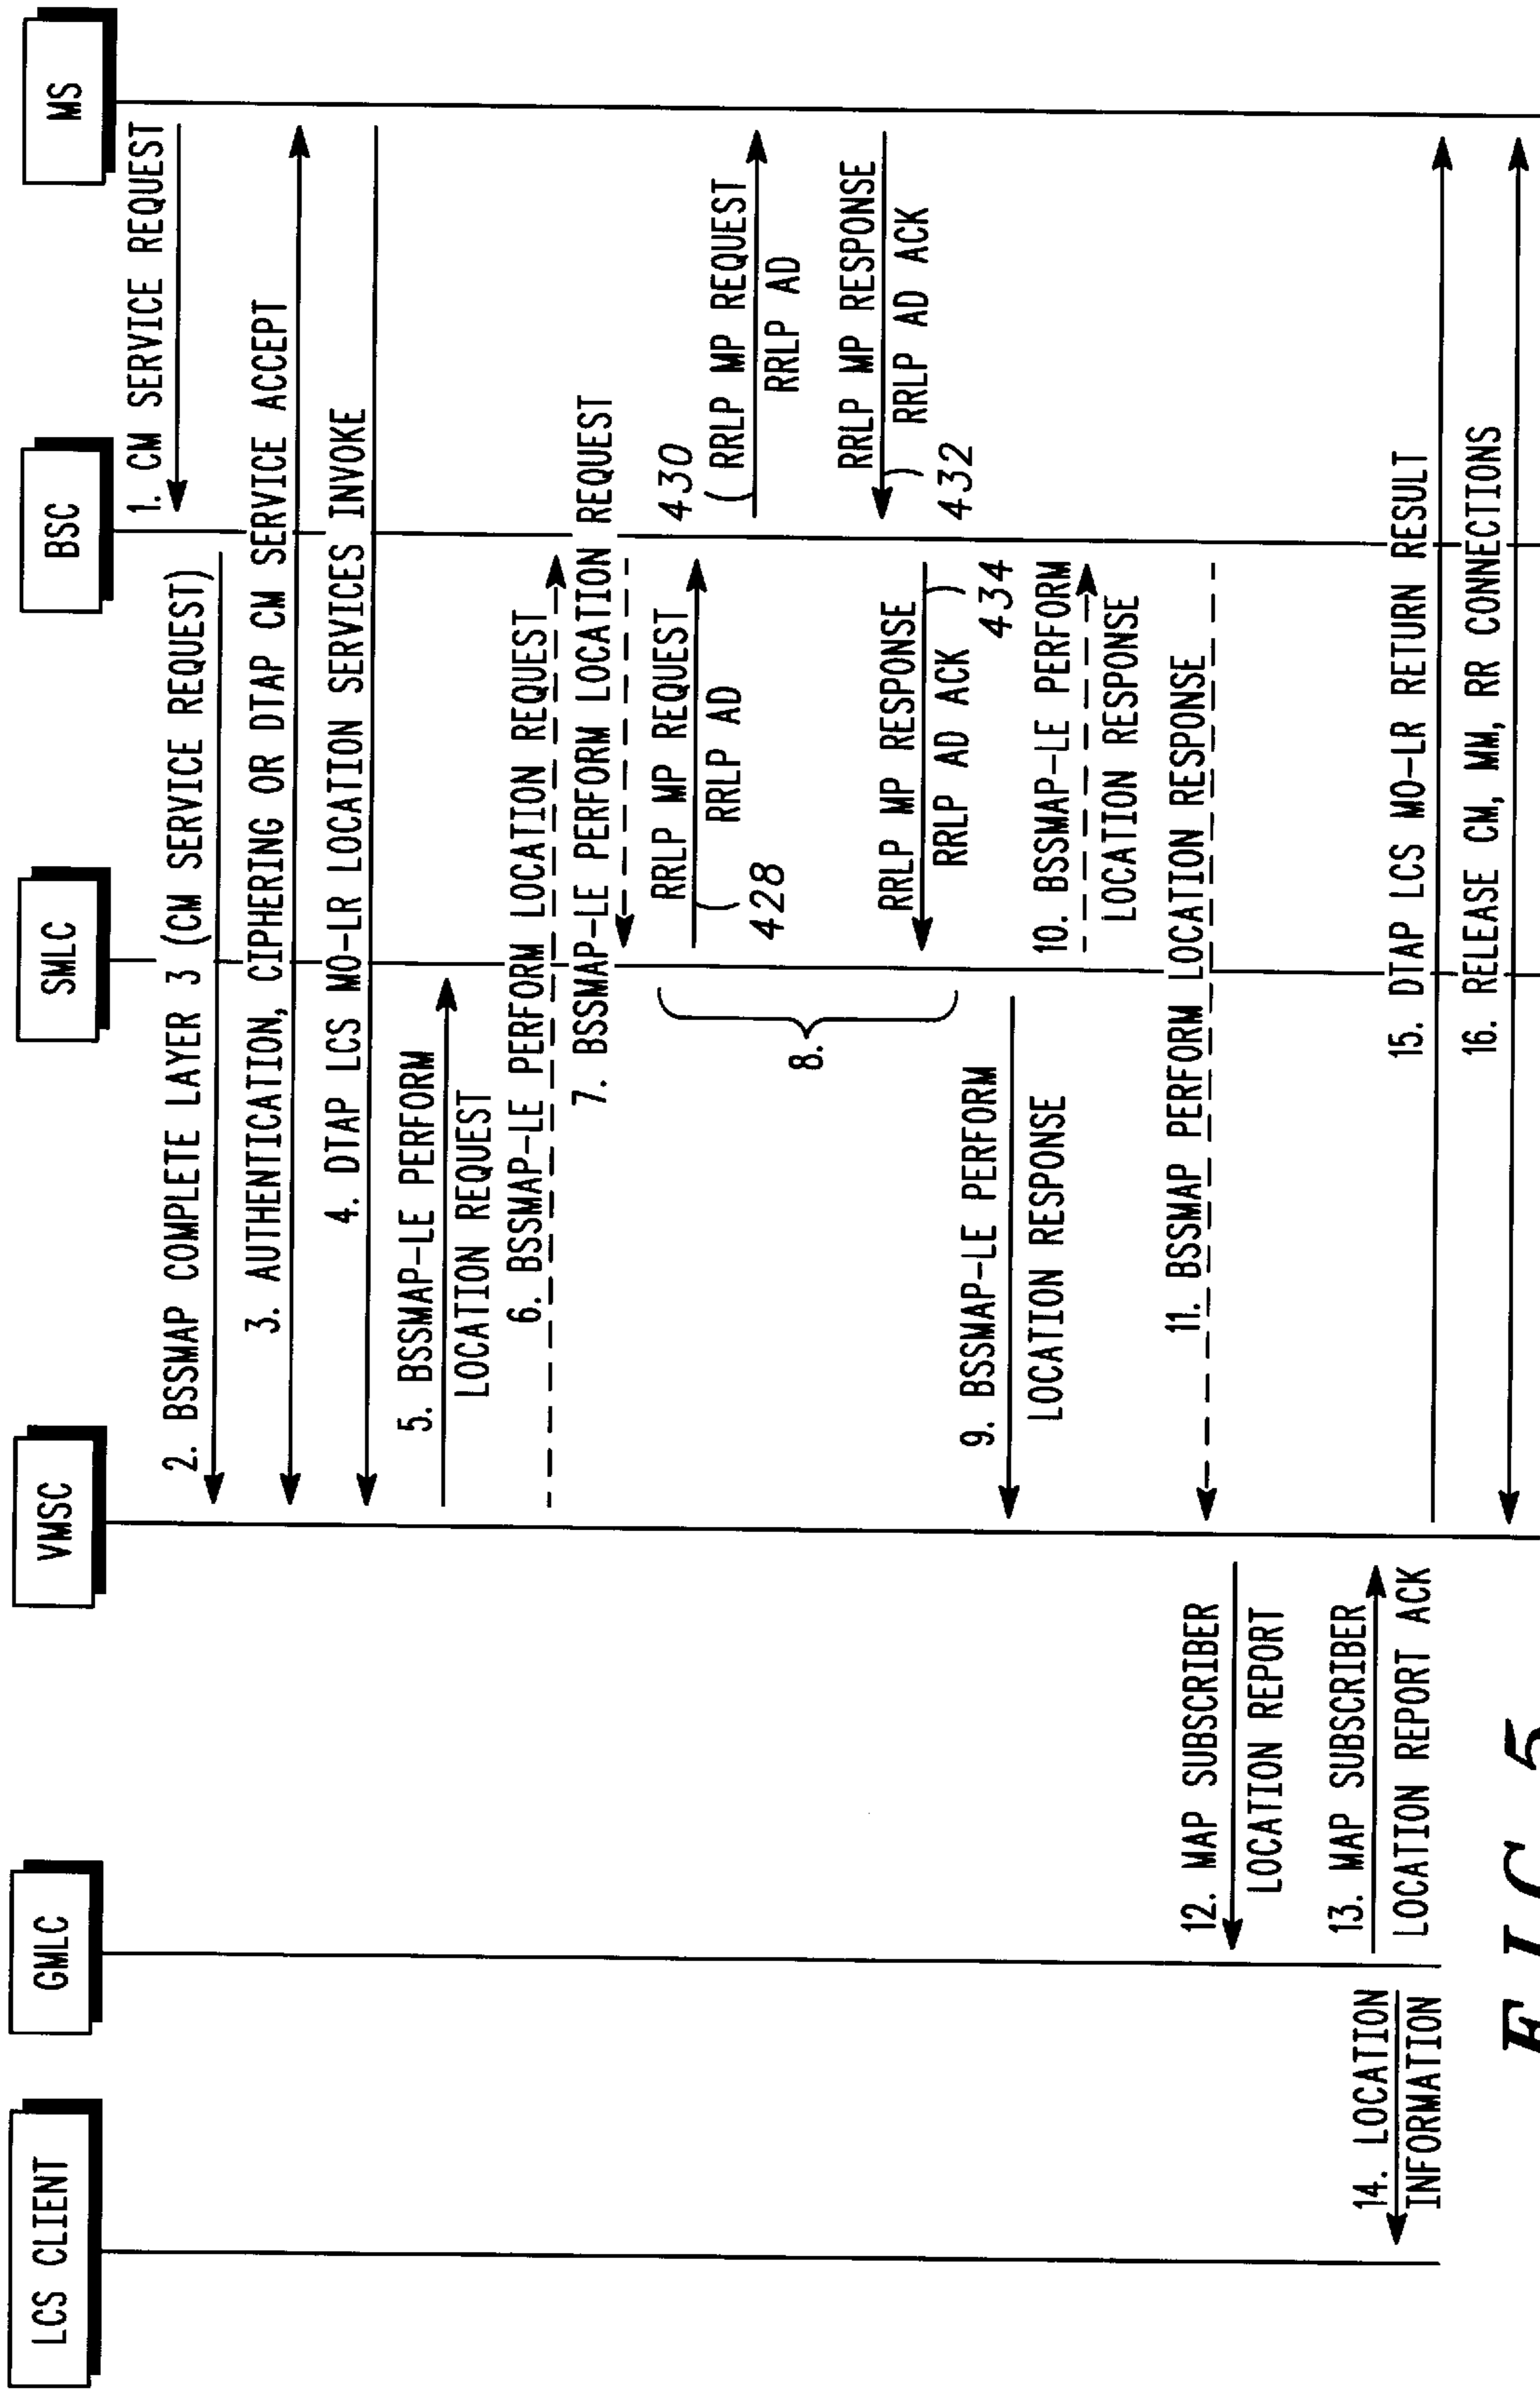 LCS CLIENT
GMLC
VMSC
SMLC
BSC
MS
1. CM SERVICE REQUEST
2. BSSMAP COMPLETE LAYER 3 (CM SERVICE REQUEST)
3. AUTHENTICATION, CIPHERING OR DTAP CM SERVICE ACCEPT
4. DTAP LCS MO-LR LOCATION SERVICES INVOKE
5. BSSMAP-LE PERFORM
LOCATION REQUEST
6. BSSMAP-LE PERFORM LOCATION REQUEST
7. BSSMAP-LE PERFORM LOCATION REQUEST
8.
RRLP MP REQUEST
RRLP AD
428
430
RRLP MP REQUEST
RRLP AD
RRLP MP RESPONSE
RRLP AD ACK
432
RRLP MP RESPONSE
RRLP AD ACK
434
9. BSSMAP-LE PERFORM
LOCATION RESPONSE
10. BSSMAP-LE PERFORM
LOCATION RESPONSE
11. BSSMAP PERFORM LOCATION RESPONSE
12. MAP SUBSCRIBER
LOCATION REPORT
13. MAP SUBSCRIBER
LOCATION REPORT ACK
14. LOCATION
INFORMATION
15. DTAP LCS MO-LR RETURN RESULT
16. RELEASE CM, MM, RR CONNECTIONS